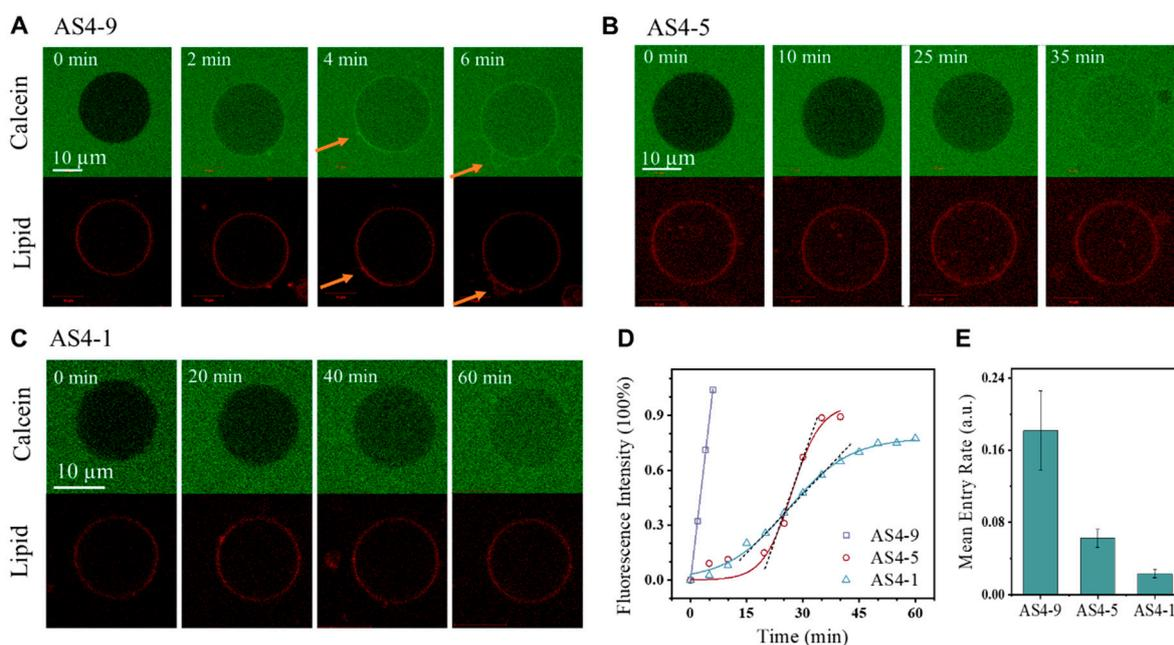 A AS4-9
Calcein
0 min 2 min 4 min 6 min
10 µm
Lipid
B AS4-5
0 min 10 min 25 min 35 min
10 µm
C AS4-1
Calcein
0 min 20 min 40 min 60 min
10 µm
Lipid
D
Fluorescence Intensity (100%)
0.9
0.6
0.3
0.0
AS4-9
AS4-5
AS4-1
0 15 30 45 60
Time (min)
E
Mean Entry Rate (a.u.)
0.24
0.16
0.08
0.00
AS4-9 AS4-5 AS4-1